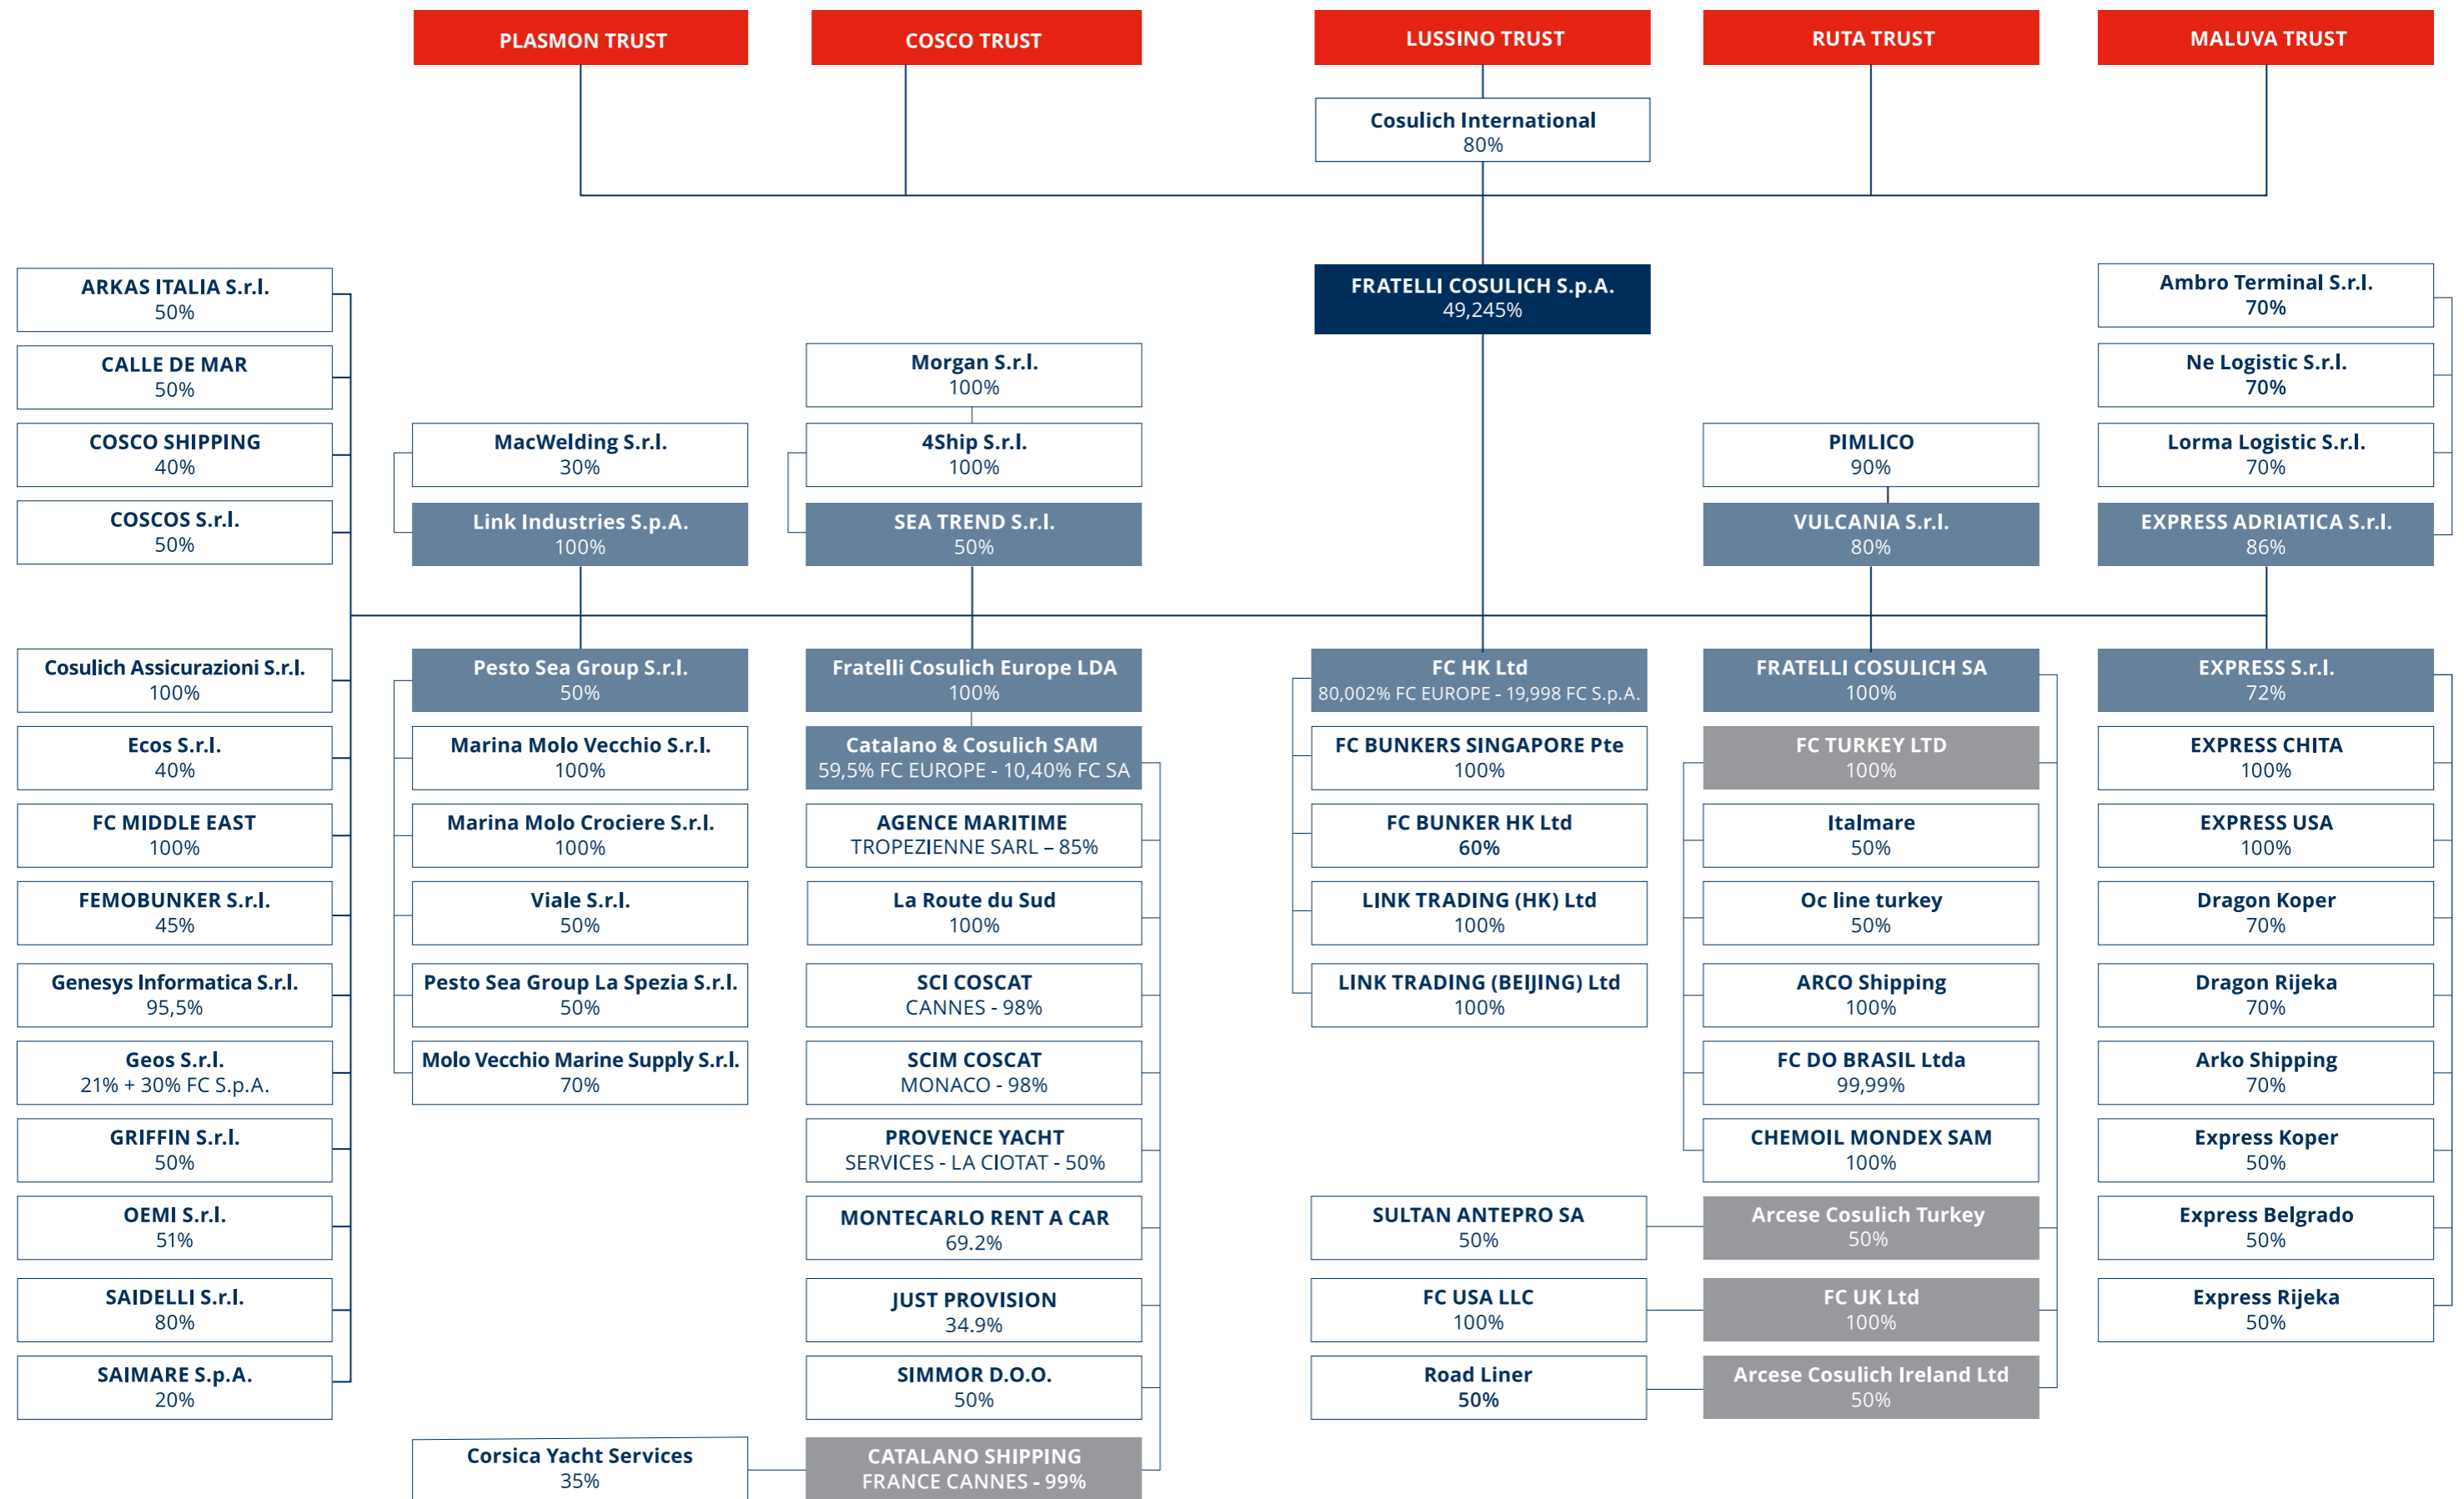 PLASMON TRUST
COSCO TRUST
LUSSINO TRUST
RUTA TRUST
MALUVA TRUST
Cosulich International
80%
FRATELLI COSULICH S.p.A.
49,245%
ARKAS ITALIA S.r.l.
50%
CALLE DE MAR
50%
COSCO SHIPPING
40%
COSCOS S.r.l.
50%
MacWelding S.r.l.
30%
Link Industries S.p.A.
100%
Morgan S.r.l.
100%
4Ship S.r.l.
100%
SEA TREND S.r.l.
50%
PIMLICO
90%
VULCANIA S.r.l.
80%
Ambro Terminal S.r.l.
70%
Ne Logistic S.r.l.
70%
Lorma Logistic S.r.l.
70%
EXPRESS ADRIATICA S.r.l.
86%
Cosulich Assicurazioni S.r.l.
100%
Ecos S.r.l.
40%
FC MIDDLE EAST
100%
FEMOBUNKER S.r.l.
45%
Genesys Informatica S.r.l.
95,5%
Geos S.r.l.
21% + 30% FC S.p.A.
GRIFFIN S.r.l.
50%
OEMI S.r.l.
51%
SAIDELLI S.r.l.
80%
SAIMARE S.p.A.
20%
Pesto Sea Group S.r.l.
50%
Marina Molo Vecchio S.r.l.
100%
Marina Molo Crociere S.r.l.
100%
Viale S.r.l.
50%
Pesto Sea Group La Spezia S.r.l.
50%
Molo Vecchio Marine Supply S.r.l.
70%
Fratelli Cosulich Europe LDA
100%
Catalano & Cosulich SAM
59,5% FC EUROPE - 10,40% FC SA
AGENCE MARITIME
TROPEZIENNE SARL – 85%
La Route du Sud
100%
SCI COSCAT
CANNES - 98%
SCIM COSCAT
MONACO - 98%
PROVENCE YACHT
SERVICES - LA CIOTAT - 50%
MONTECARLO RENT A CAR
69.2%
JUST PROVISION
34.9%
SIMMOR D.O.O.
50%
CATALANO SHIPPING
FRANCE CANNES - 99%
Corsica Yacht Services
35%
FC HK Ltd
80,002% FC EUROPE - 19,998 FC S.p.A.
FC BUNKERS SINGAPORE Pte
100%
FC BUNKER HK Ltd
60%
LINK TRADING (HK) Ltd
100%
LINK TRADING (BEIJING) Ltd
100%
SULTAN ANTEPRO SA
50%
FC USA LLC
100%
Road Liner
50%
FRATELLI COSULICH SA
100%
FC TURKEY LTD
100%
Italmare
50%
Oc line turkey
50%
ARCO Shipping
100%
FC DO BRASIL Ltda
99,99%
CHEMOIL MONDEX SAM
100%
Arcese Cosulich Turkey
50%
FC UK Ltd
100%
Arcese Cosulich Ireland Ltd
50%
EXPRESS S.r.l.
72%
EXPRESS CHITA
100%
EXPRESS USA
100%
Dragon Koper
70%
Dragon Rijeka
70%
Arko Shipping
70%
Express Koper
50%
Express Belgrado
50%
Express Rijeka
50%